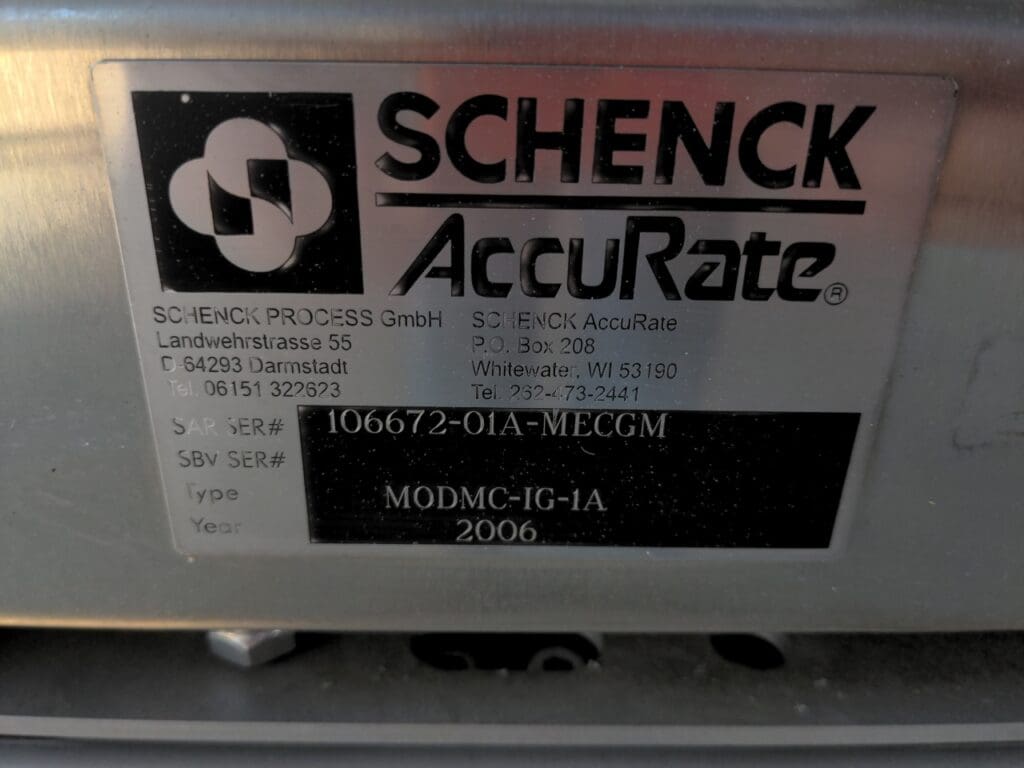 SCHENCK
AccuRate®
SCHENCK PROCESS GmbH
Landwehrstrasse 55
D-64293 Darmstadt
Tel. 06151 322623
SCHENCK AccuRate
P.O. Box 208
Whitewater, WI 53190
Tel. 262-473-2441
SAR SER# 106672-01A-MECGM
SBV SER#
Type MODMC-IG-1A
Year 2006